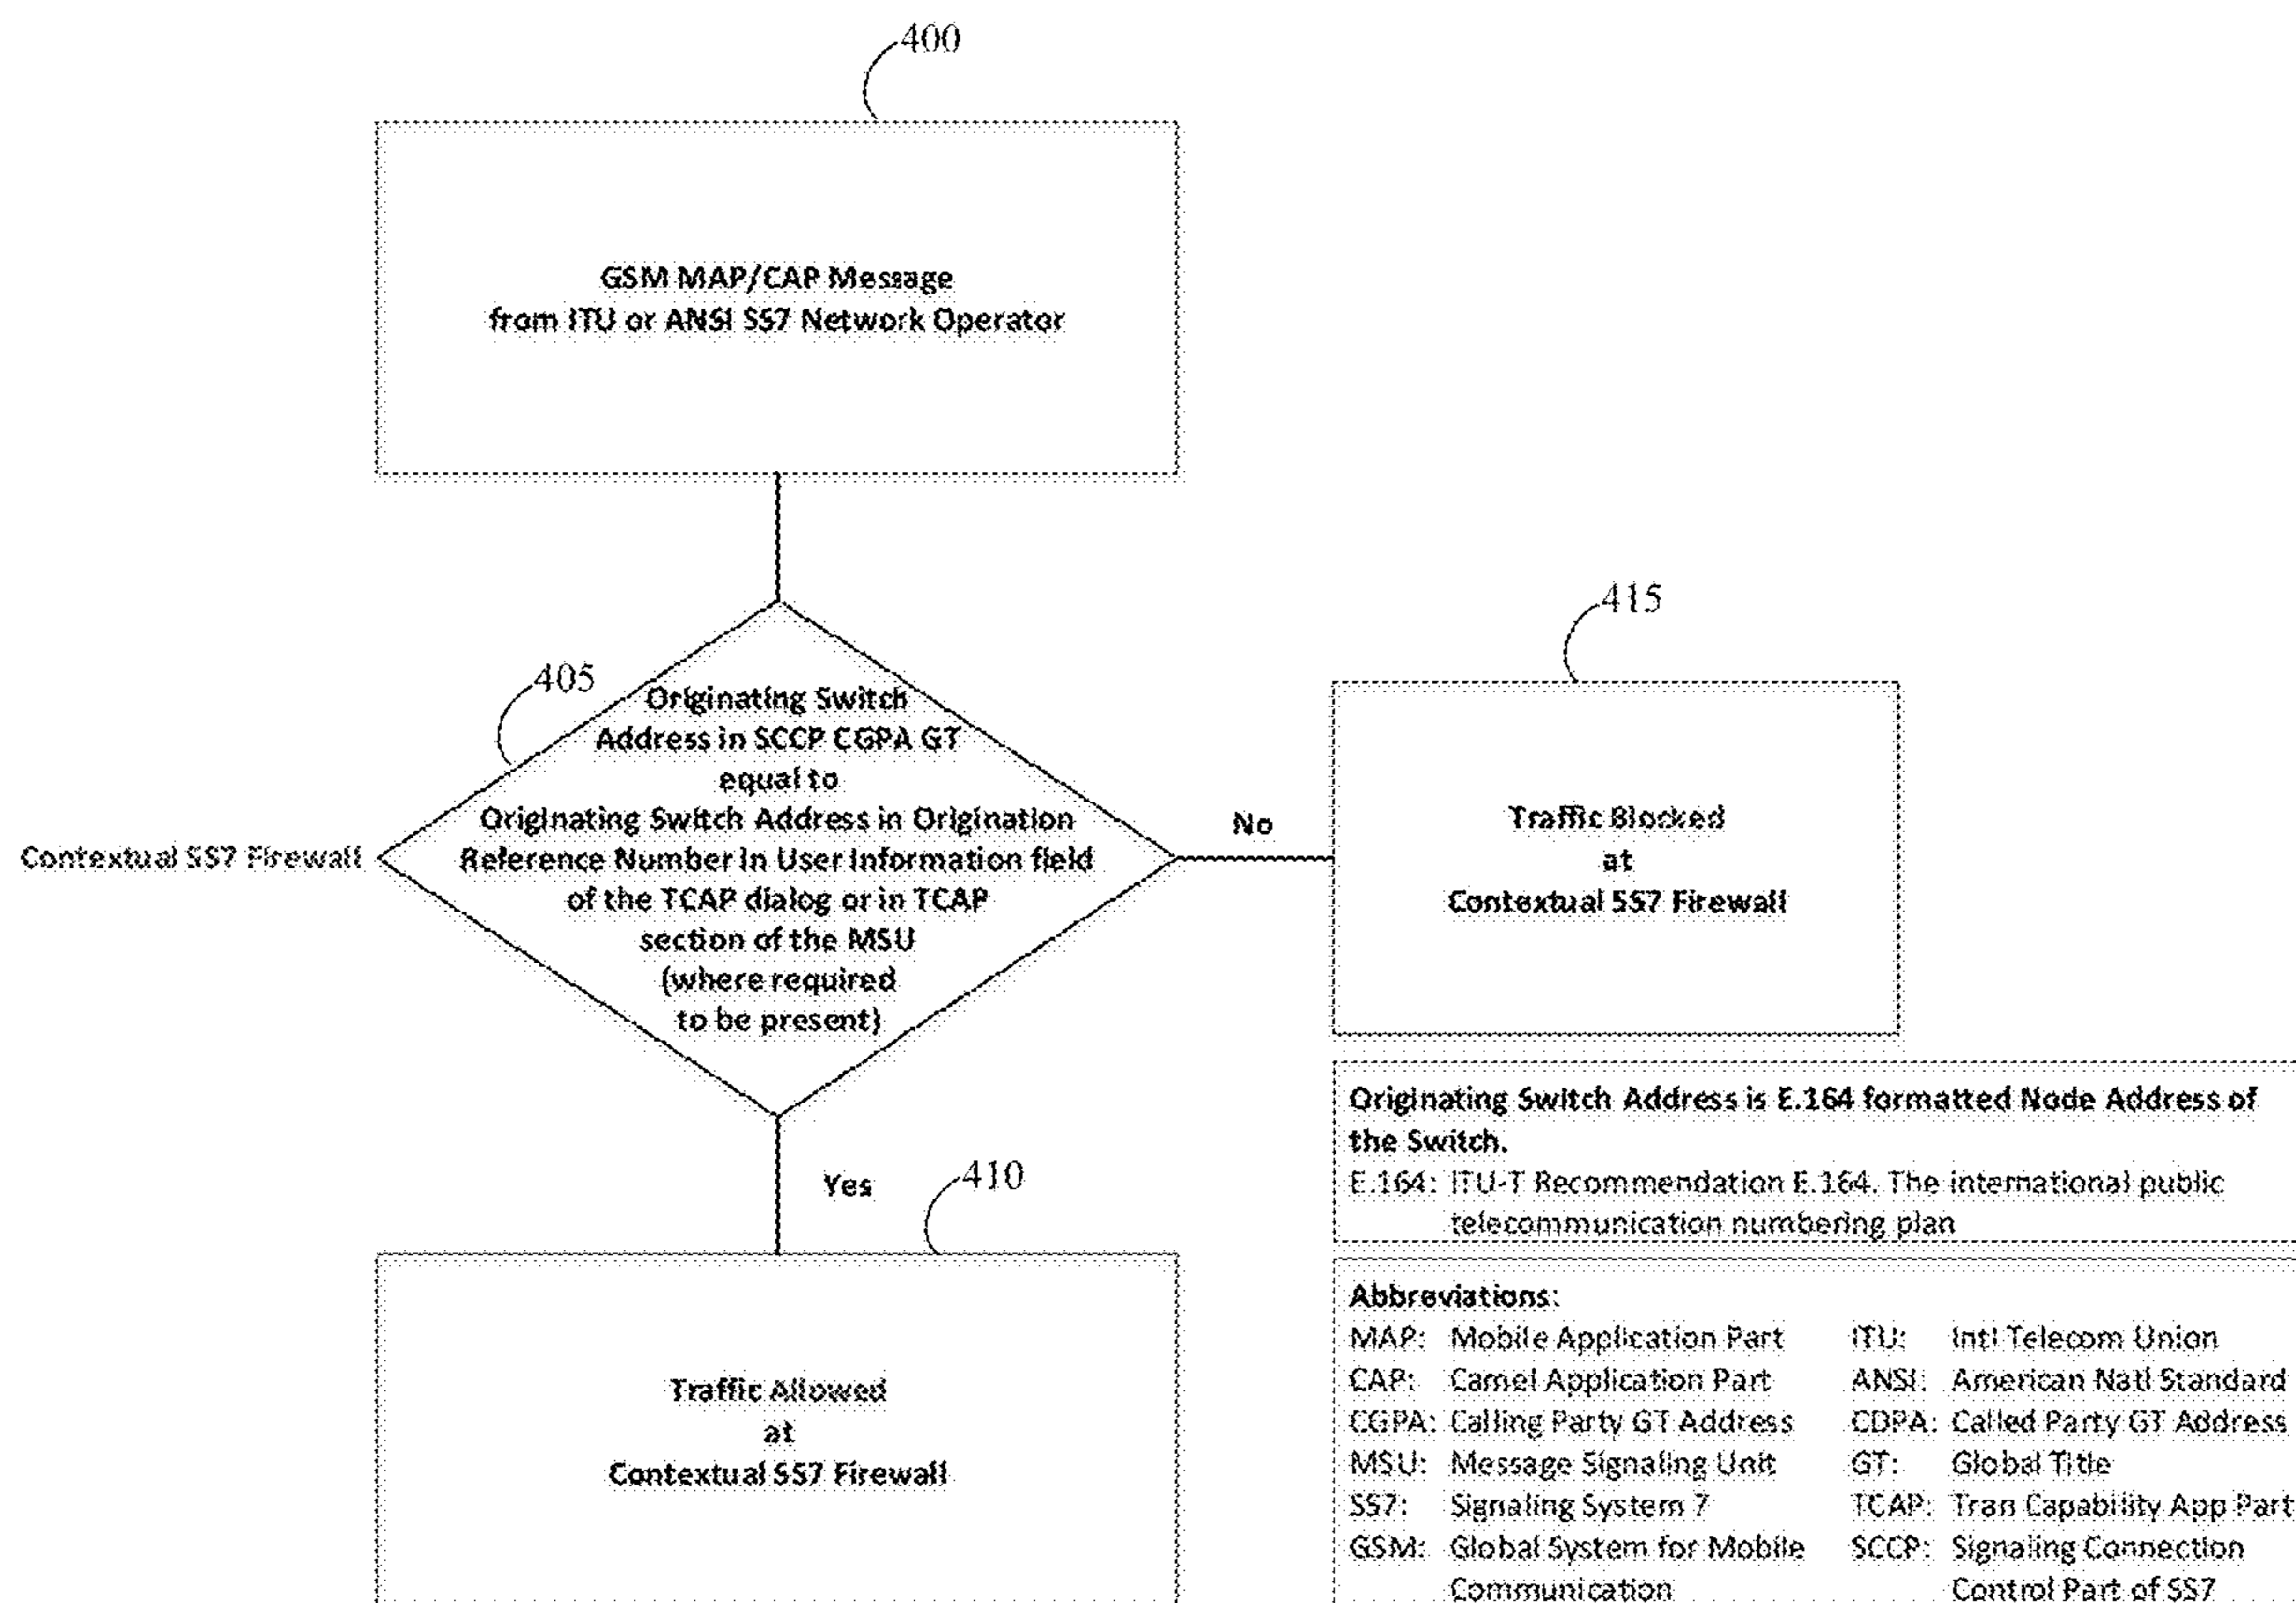 400
GSM MAP/CAP Message
from ITU or ANSI SS7 Network Operator
405
Originating Switch
Address in SCCP CGPA GT
equal to
Originating Switch Address in Origination
Reference Number in User Information field
of the TCAP dialog or in TCAP
section of the MSU
(where required
to be present)
Contextual SS7 Firewall
No
415
Traffic Blocked
at
Contextual SS7 Firewall
Yes
410
Traffic Allowed
at
Contextual SS7 Firewall
Originating Switch Address is E.164 formatted Node Address of
the Switch.
E.164: ITU-T Recommendation E.164. The international public
telecommunication numbering plan
Abbreviations:
MAP: Mobile Application Part ITU: Intl Telecom Union
CAP: Camel Application Part ANSI: American Natl Standard
CGPA: Calling Party GT Address CDPA: Called Party GT Address
MSU: Message Signaling Unit GT: Global Title
SS7: Signaling System 7 TCAP: Tran Capability App Part
GSM: Global System for Mobile SCCP: Signaling Connection
Communication Control Part of SS7